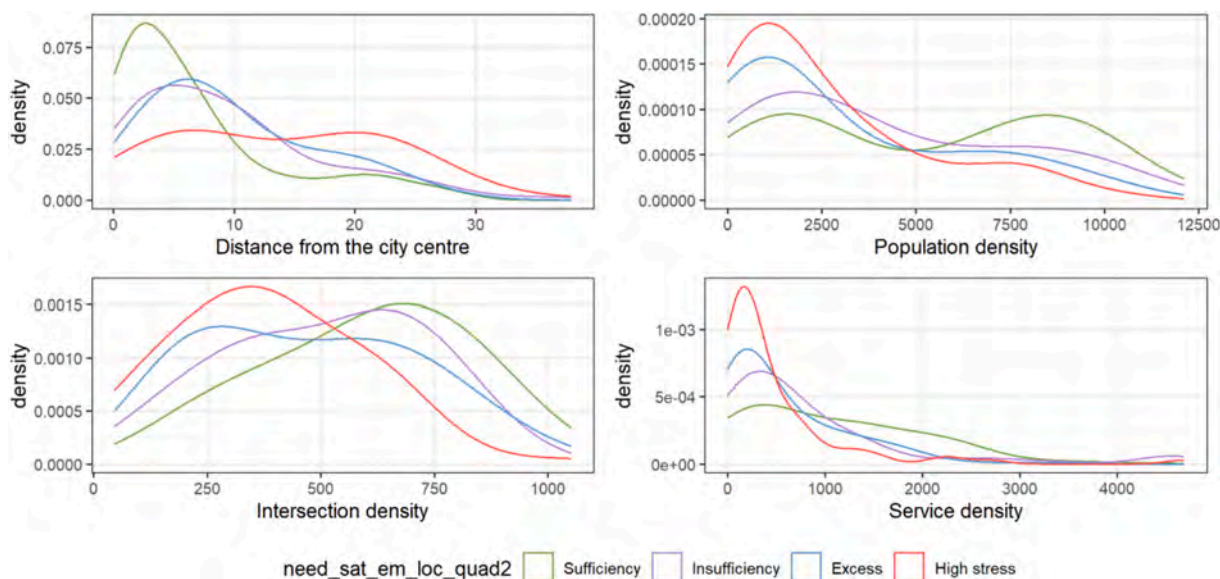 density
0.075
0.050
0.025
0.000
0 10 20 30
Distance from the city centre
density
0.00020
0.00015
0.00010
0.00005
0.00000
0 2500 5000 7500 10000 12500
Population density
density
0.0015
0.0010
0.0005
0.0000
0 250 500 750 1000
Intersection density
density
1e-03
5e-04
0e+00
0 1000 2000 3000 4000
Service density
need_sat_em_loc_quad2 Sufficiency Insufficiency Excess High stress